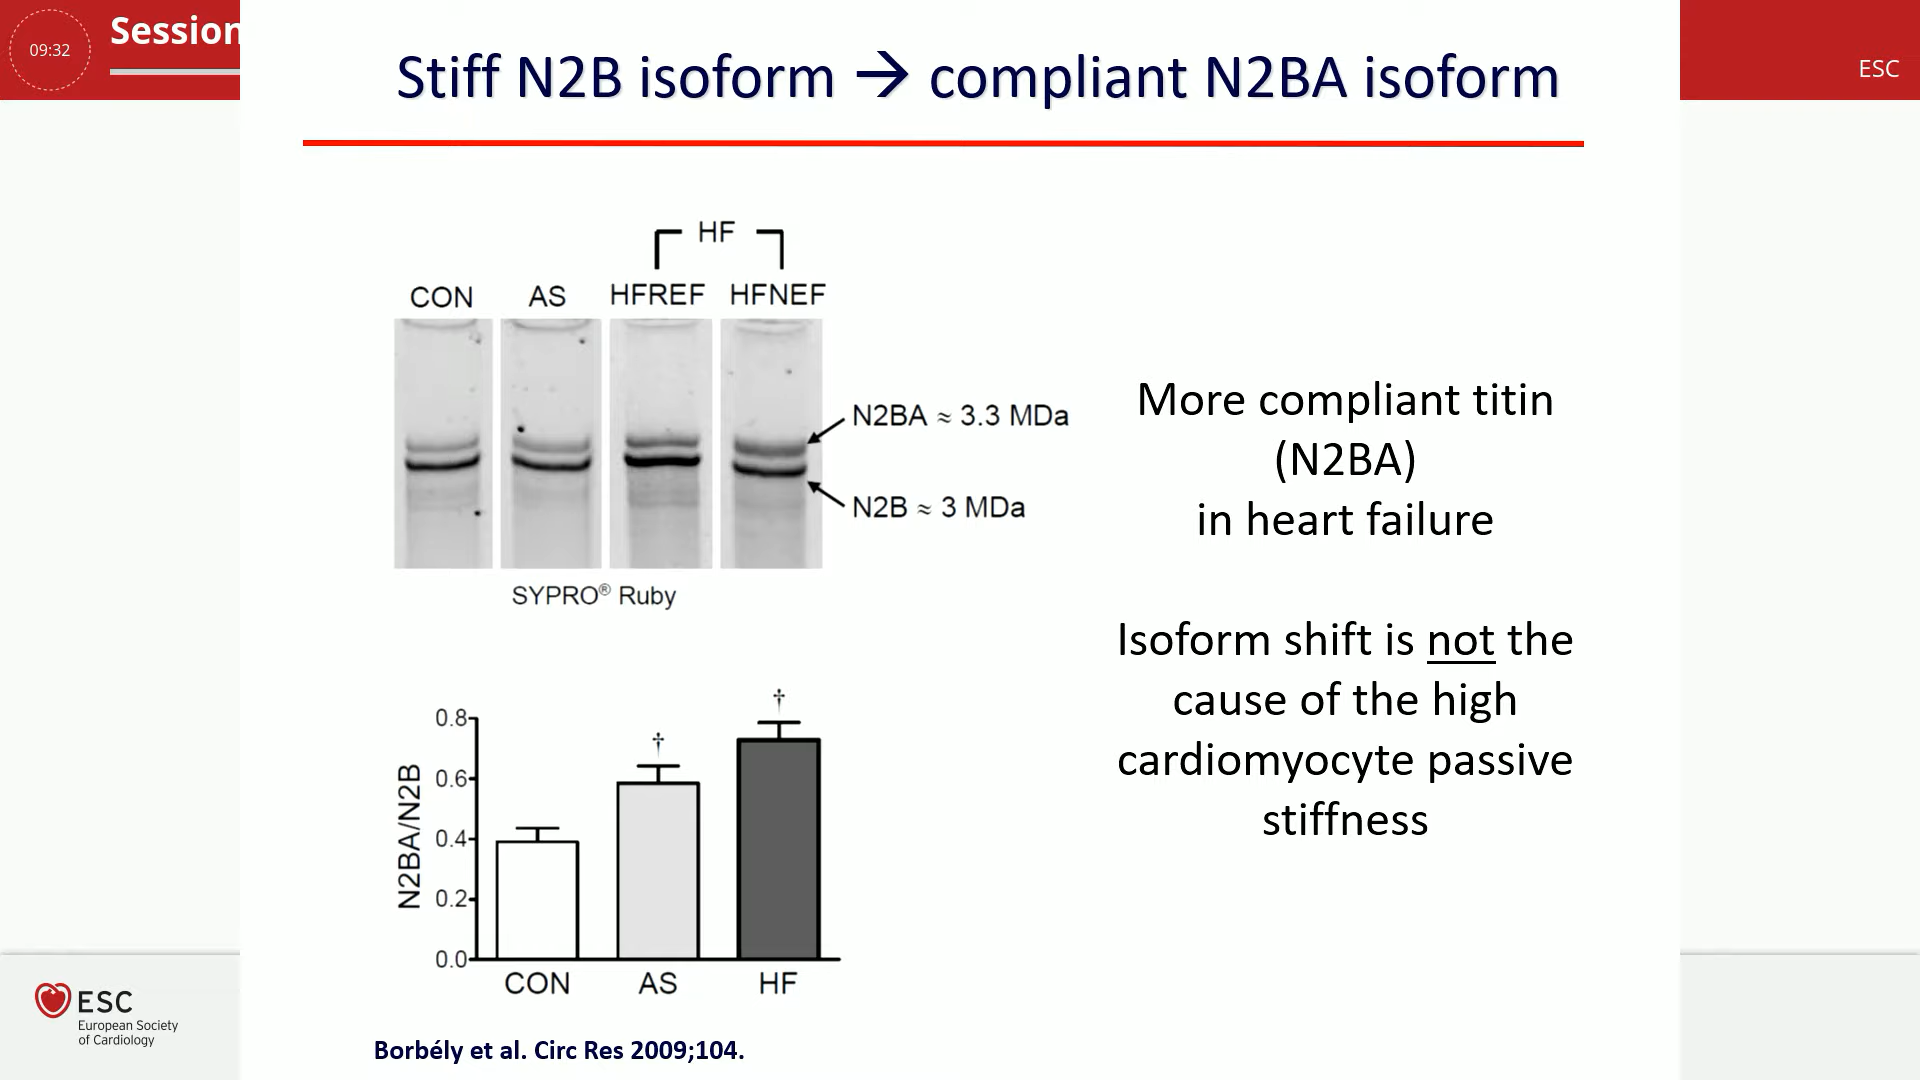 09:32
Session
ESC
Stiff N2B isoform → compliant N2BA isoform
HF
CON
AS
HFREF
HFNEF
N2BA ≈ 3.3 MDa
N2B ≈ 3 MDa
SYPRO® Ruby
More compliant titin
(N2BA)
in heart failure
Isoform shift is not the
cause of the high
cardiomyocyte passive
stiffness
N2BA/N2B
0.8
0.6
0.4
0.2
0.0
†
†
CON
AS
HF
Borbély et al. Circ Res 2009;104.
ESC
European Society
of Cardiology